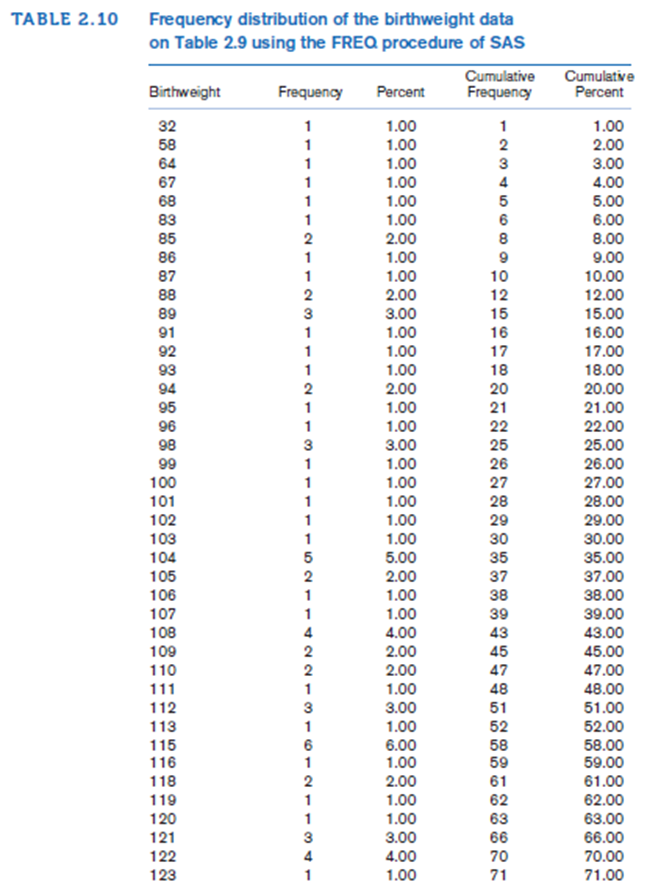 TABLE 2.10 Frequency distribution of the birthweight data
on Table 2.9 using the FREQ procedure of SAS
Birthweight Frequency Percent Cumulative Frequency Cumulative Percent
32 1 1.00 1 1.00
58 1 1.00 2 2.00
64 1 1.00 3 3.00
67 1 1.00 4 4.00
68 1 1.00 5 5.00
83 1 1.00 6 6.00
85 2 2.00 8 8.00
86 1 1.00 9 9.00
87 1 1.00 10 10.00
88 2 2.00 12 12.00
89 3 3.00 15 15.00
91 1 1.00 16 16.00
92 1 1.00 17 17.00
93 1 1.00 18 18.00
94 2 2.00 20 20.00
95 1 1.00 21 21.00
96 1 1.00 22 22.00
98 3 3.00 25 25.00
99 1 1.00 26 26.00
100 1 1.00 27 27.00
101 1 1.00 28 28.00
102 1 1.00 29 29.00
103 1 1.00 30 30.00
104 5 5.00 35 35.00
105 2 2.00 37 37.00
106 1 1.00 38 38.00
107 1 1.00 39 39.00
108 4 4.00 43 43.00
109 2 2.00 45 45.00
110 2 2.00 47 47.00
111 1 1.00 48 48.00
112 3 3.00 51 51.00
113 1 1.00 52 52.00
115 6 6.00 58 58.00
116 1 1.00 59 59.00
118 2 2.00 61 61.00
119 1 1.00 62 62.00
120 1 1.00 63 63.00
121 3 3.00 66 66.00
122 4 4.00 70 70.00
123 1 1.00 71 71.00